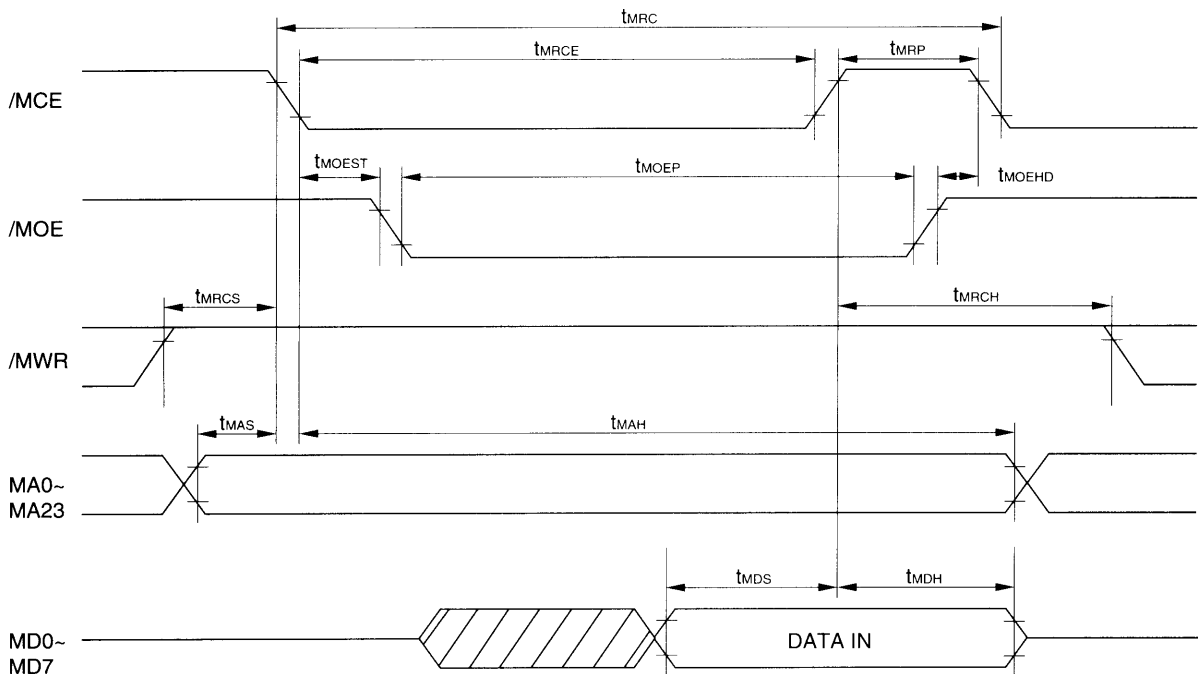 tMRC
tMRCE
tMRP
/MCE
tMOEST
tMOEP
tMOEHD
/MOE
tMRCS
tMRCH
/MWR
tMAS
tMAH
MA0~
MA23
tMDS
tMDH
MD0~
MD7
DATA IN